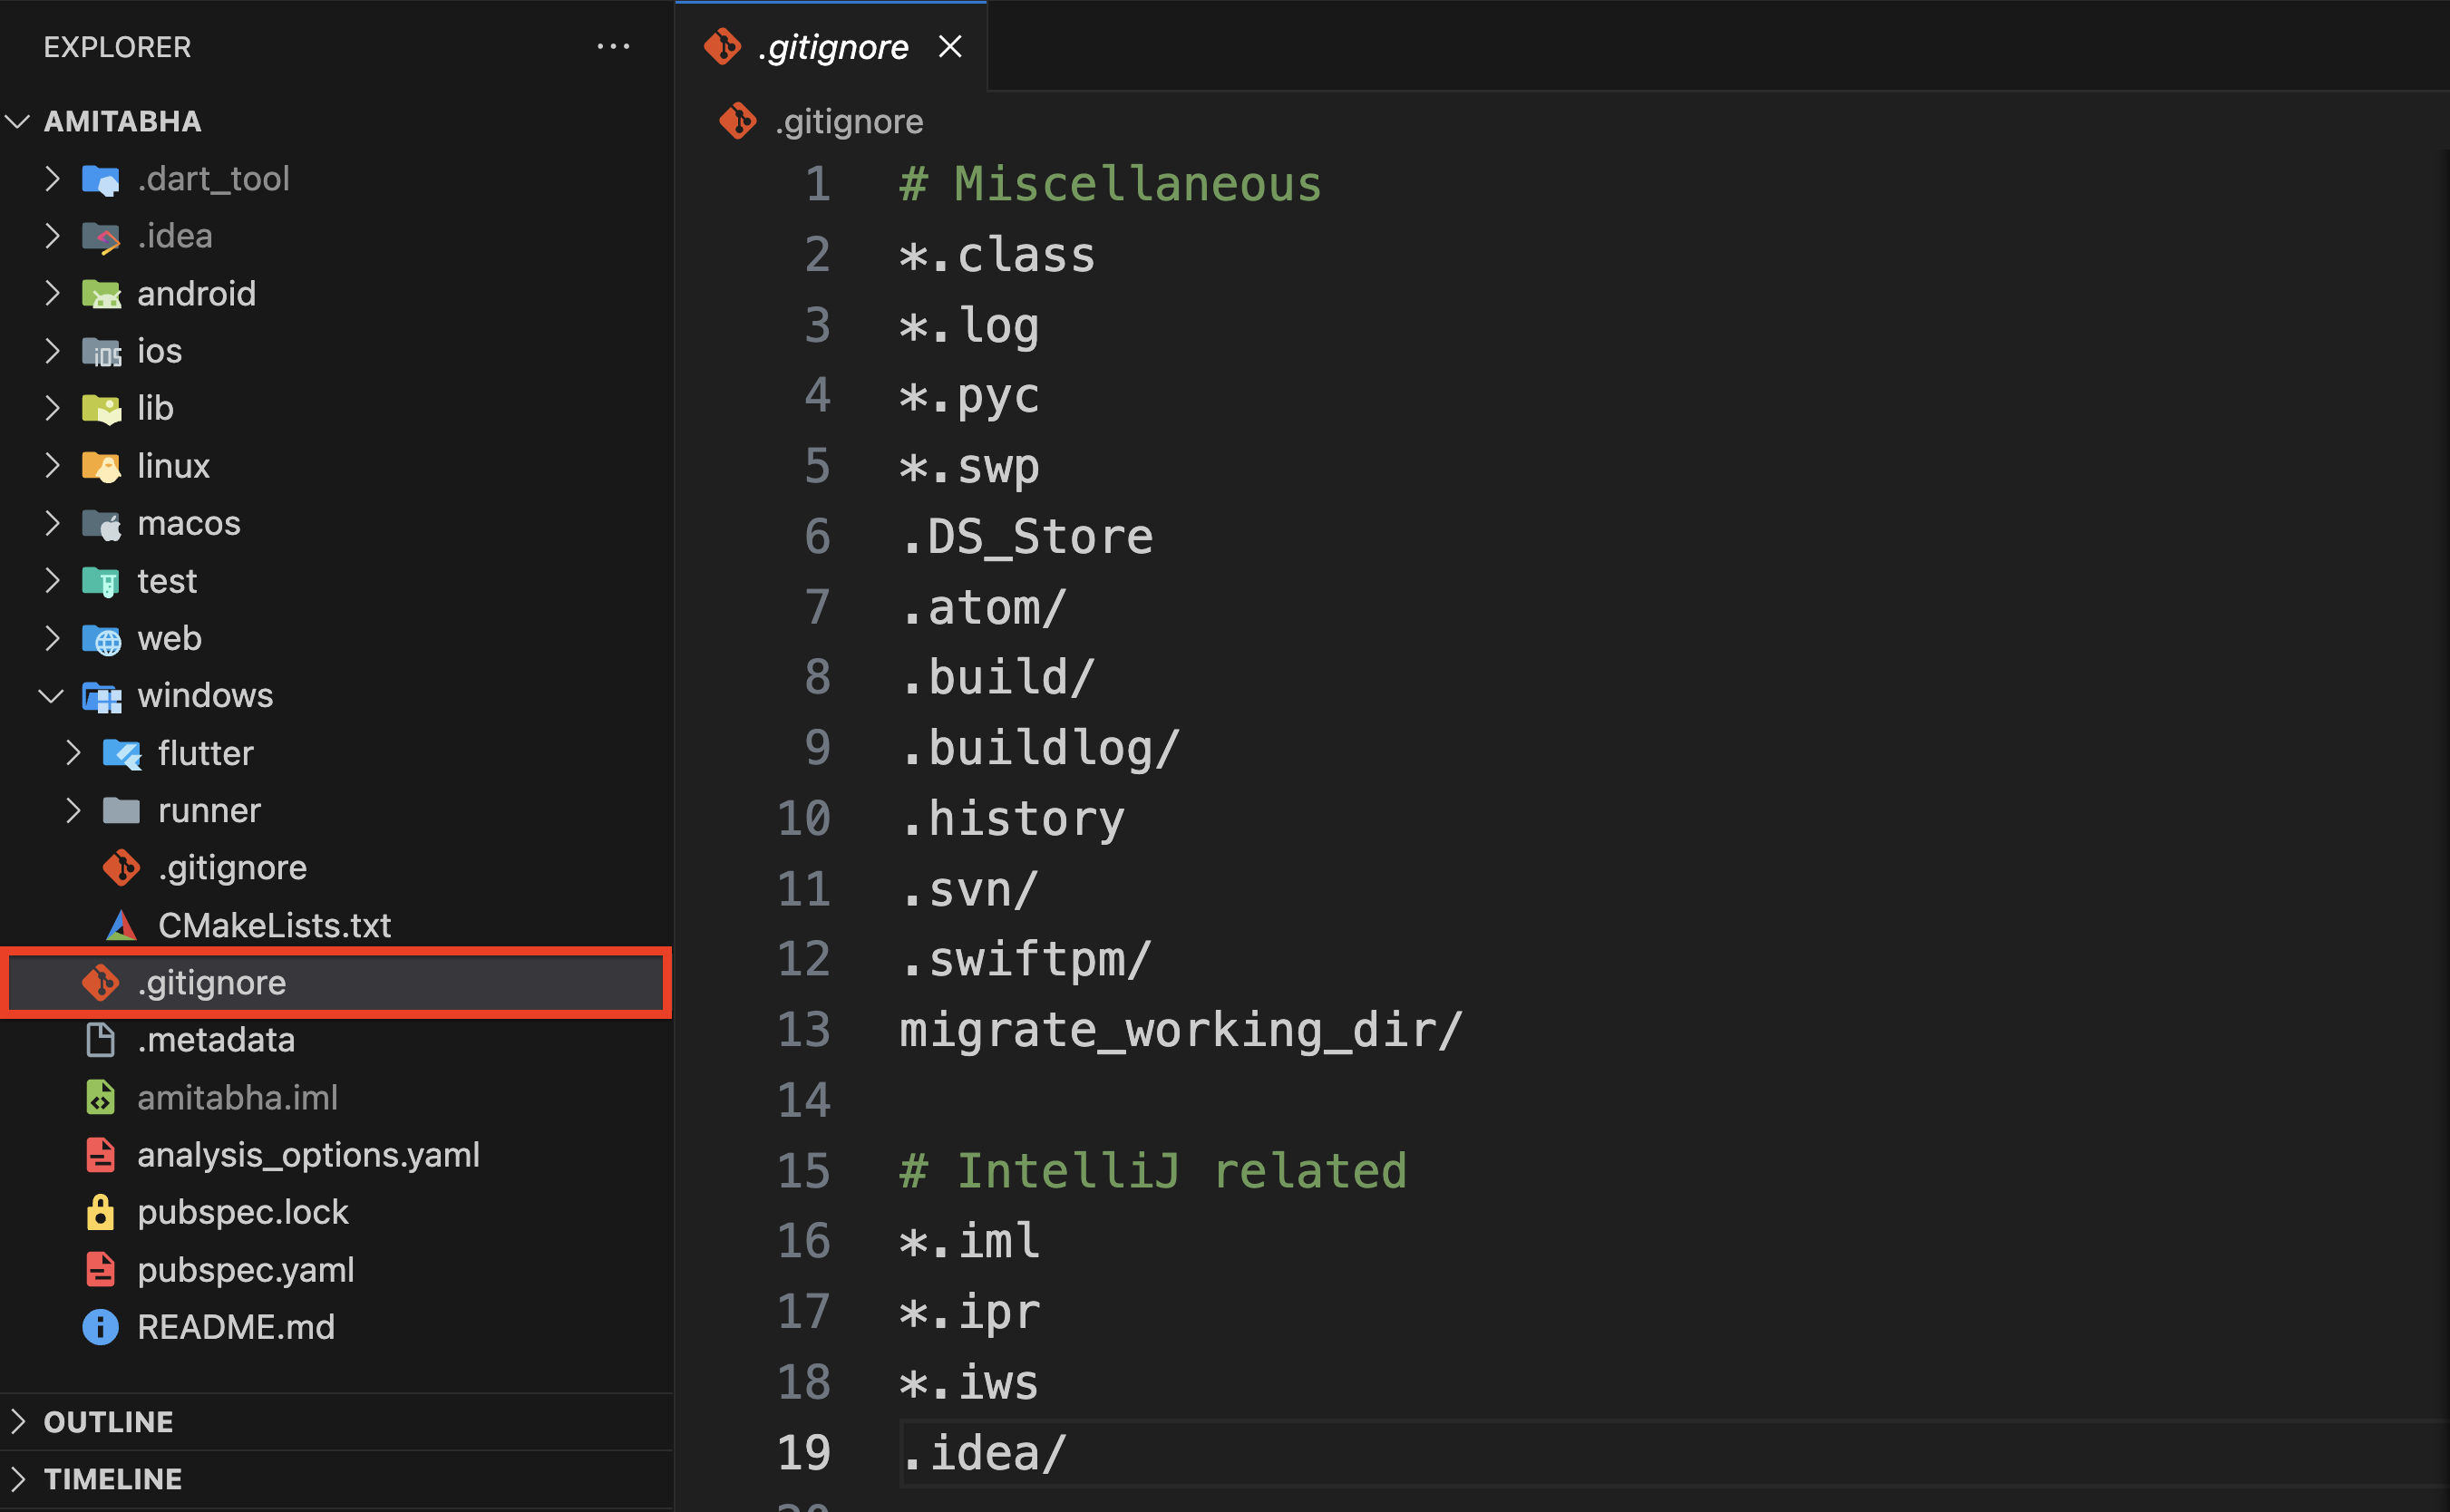 EXPLORER
AMITABHA
.dart_tool
.idea
android
ios
lib
linux
macos
test
web
windows
flutter
runner
.gitignore
CMakeLists.txt
.gitignore
.metadata
amitabha.iml
analysis_options.yaml
pubspec.lock
pubspec.yaml
README.md
OUTLINE
TIMELINE
.gitignore
.gitignore
1 # Miscellaneous
2 *.class
3 *.log
4 *.pyc
5 *.swp
6 .DS_Store
7 .atom/
8 .build/
9 .buildlog/
10 .history
11 .svn/
12 .swiftpm/
13 migrate_working_dir/
14
15 # IntelliJ related
16 *.iml
17 *.ipr
18 *.iws
19 .idea/